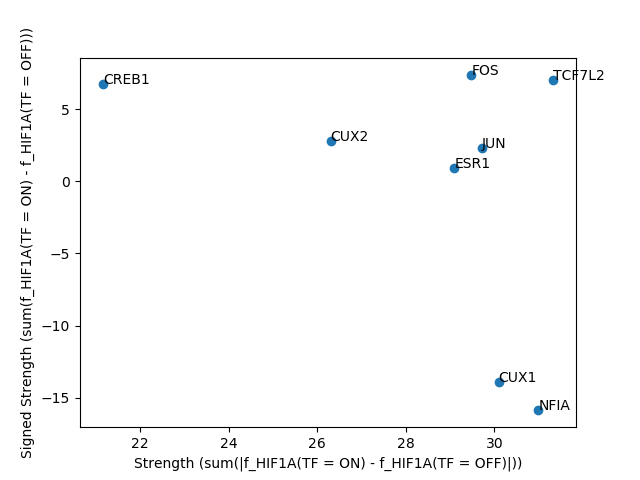 Signed Strength (sum(f_HIF1A(TF = ON) - f_HIF1A(TF = OFF)))
5
0
−5
−10
−15
CREB1
FOS
TCF7L2
CUX2
JUN
ESR1
CUX1
NFIA
22
24
26
28
30
Strength (sum(|f_HIF1A(TF = ON) - f_HIF1A(TF = OFF)|))